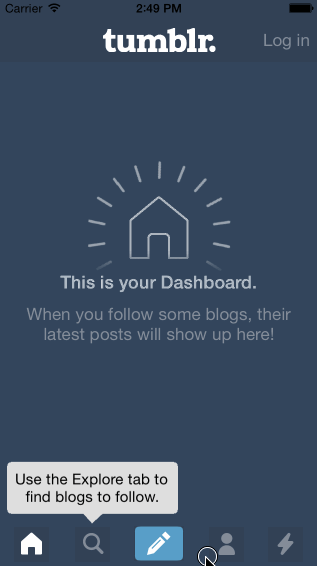 Carrier 2:49 PM
tumblr. Log in
This is your Dashboard.
When you follow some blogs, their
latest posts will show up here!
Use the Explore tab to
find blogs to follow.